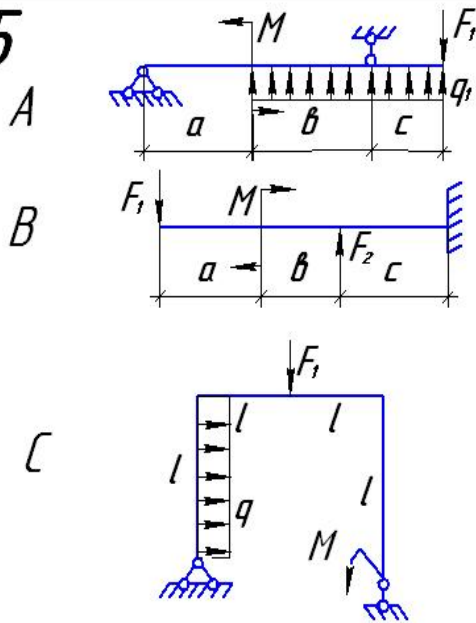 5
M F₁
A q₁
a в c
F₁ M
B F₂
a в c
F₁
l l
C l q l
M